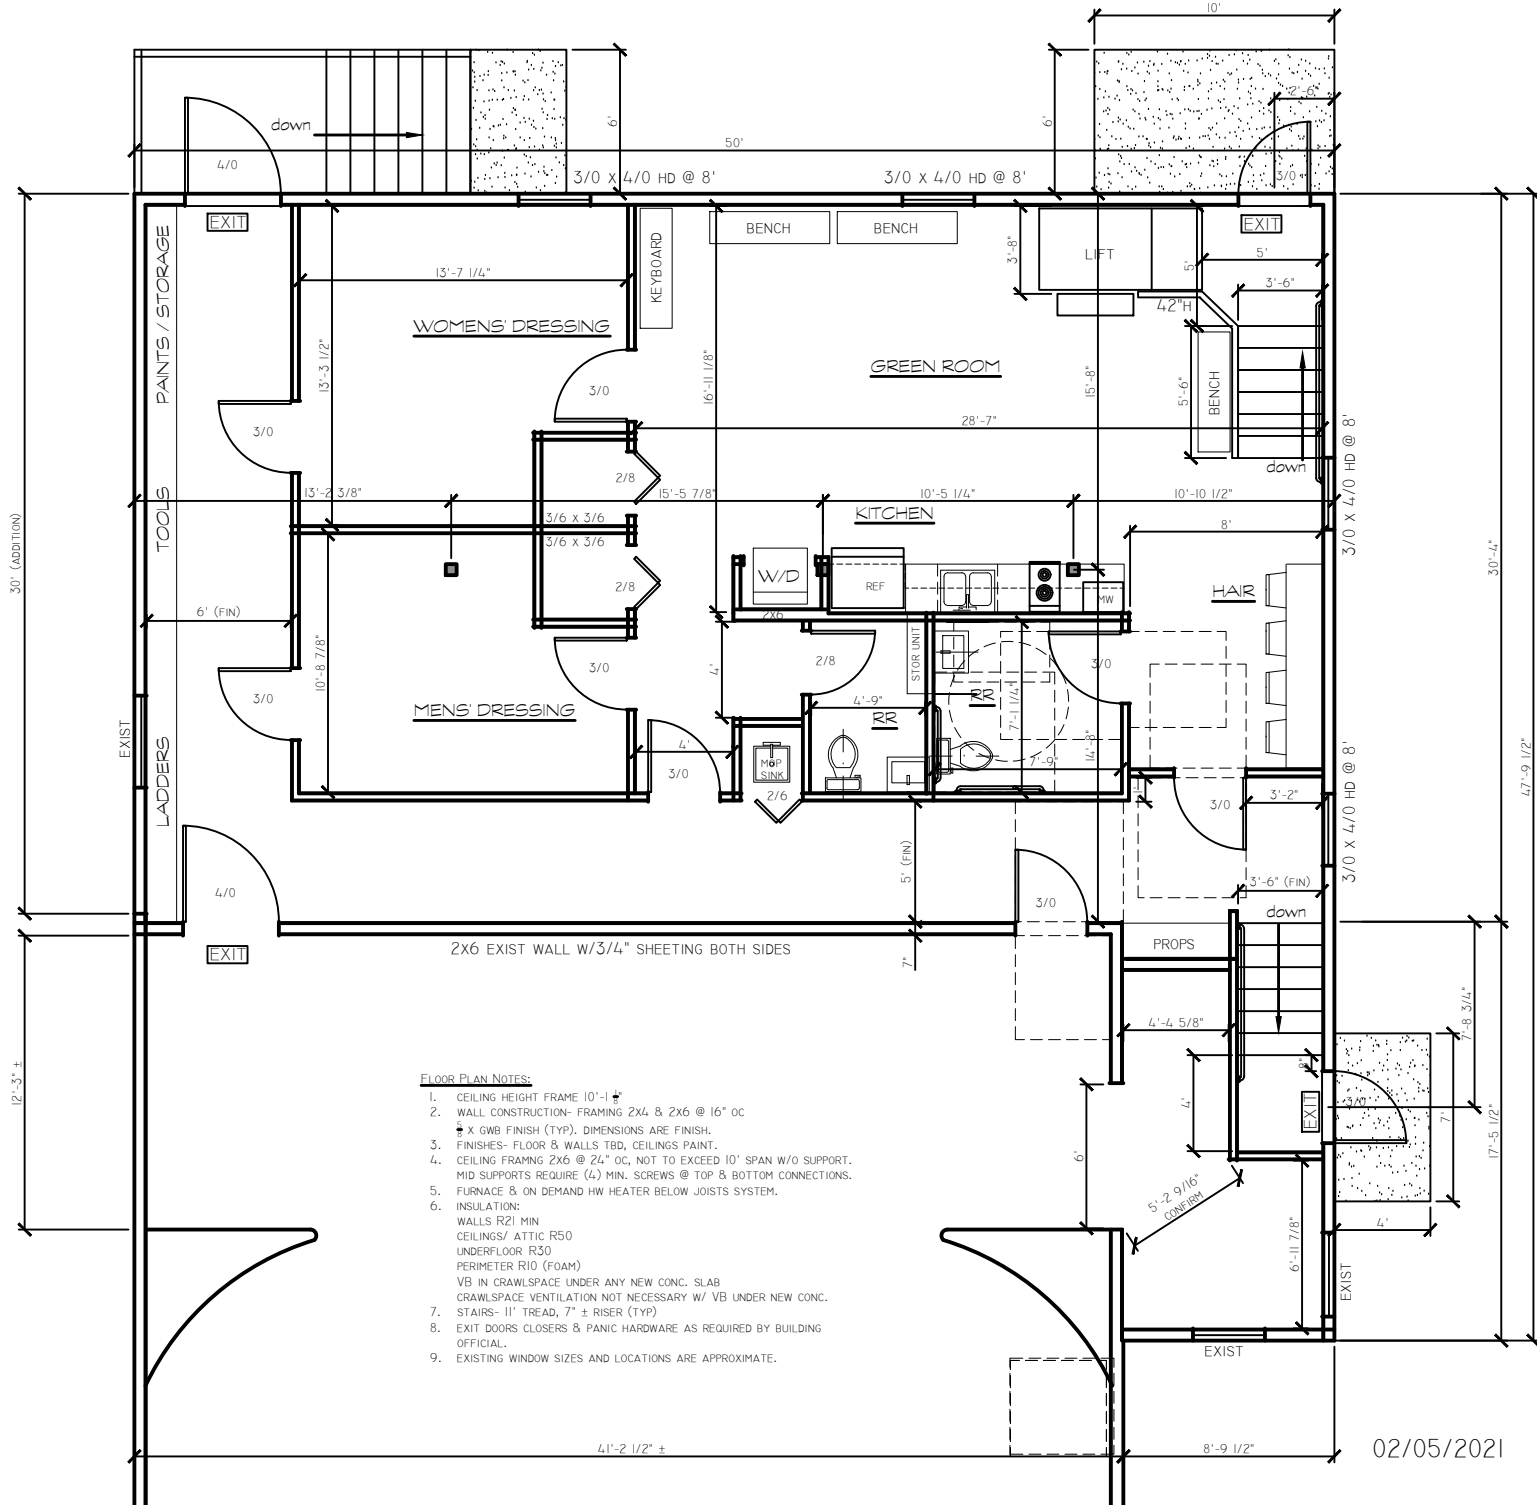 10'
2'-6"
down
6'
6'
50'
4/0
3/0
3/0 X 4/0 HD @ 8'
3/0 X 4/0 HD @ 8'
EXIT
EXIT
BENCH
BENCH
KEYBOARD
PAINTS / STORAGE
3'-8"
LIFT
5'
5'
13'-7 1/4"
3'-6"
42"H
WOMENS' DRESSING
13'-3 1/2"
16'-11 1/8"
GREEN ROOM
15'-8"
5'-6"
BENCH
3/0
3/0
28'-7"
3/0 X 4/0 HD @ 8'
down
2/8
13'-2 3/8"
15'-5 7/8"
10'-5 1/4"
10'-10 1/2"
TOOLS
KITCHEN
3/6 X 3/6
3/6 X 3/6
8'
30' (ADDITION)
30'-4"
47'-9 1/2"
W/D
REF
MW
2/8
HAIR
6' (FIN)
2X6
STOR UNIT
10'-8 7/8"
3/0
3/0
4'
2/8
3/0
4'-9"
RR
RR
7'-1 1/4"
MENS' DRESSING
EXIST
LADDERS
4'
3/0
MOP
SINK
2/6
7'-9"
14'-8"
1'
3/0
3'-2"
3/0 X 4/0 HD @ 8'
5' (FIN)
4/0
3/0
3'-6" (FIN)
down
PROPS
EXIT
2X6 EXIST WALL W/3/4" SHEETING BOTH SIDES
7"
7'-8 3/4"
4'-4 5/8"
12'-3" ±
8"
4'
EXIT
3/0
7'
17'-5 1/2"
6'
5'-2 9/16"
CONFIRM
4'
6'-11 7/8"
EXIST
EXIST
FLOOR PLAN NOTES:
1. CEILING HEIGHT FRAME 10'-1 1/8"
2. WALL CONSTRUCTION- FRAMING 2X4 & 2X6 @ 16" OC
5/8 X GWB FINISH (TYP). DIMENSIONS ARE FINISH.
3. FINISHES- FLOOR & WALLS TBD, CEILINGS PAINT.
4. CEILING FRAMNG 2X6 @ 24" OC, NOT TO EXCEED 10' SPAN W/O SUPPORT.
MID SUPPORTS REQUIRE (4) MIN. SCREWS @ TOP & BOTTOM CONNECTIONS.
5. FURNACE & ON DEMAND HW HEATER BELOW JOISTS SYSTEM.
6. INSULATION:
WALLS R21 MIN
CEILINGS/ ATTIC R50
UNDERFLOOR R30
PERIMETER R10 (FOAM)
VB IN CRAWLSPACE UNDER ANY NEW CONC. SLAB
CRAWLSPACE VENTILATION NOT NECESSARY W/ VB UNDER NEW CONC.
7. STAIRS- 11' TREAD, 7" ± RISER (TYP)
8. EXIT DOORS CLOSERS & PANIC HARDWARE AS REQUIRED BY BUILDING
OFFICIAL.
9. EXISTING WINDOW SIZES AND LOCATIONS ARE APPROXIMATE.
41'-2 1/2" ±
8'-9 1/2"
02/05/2021